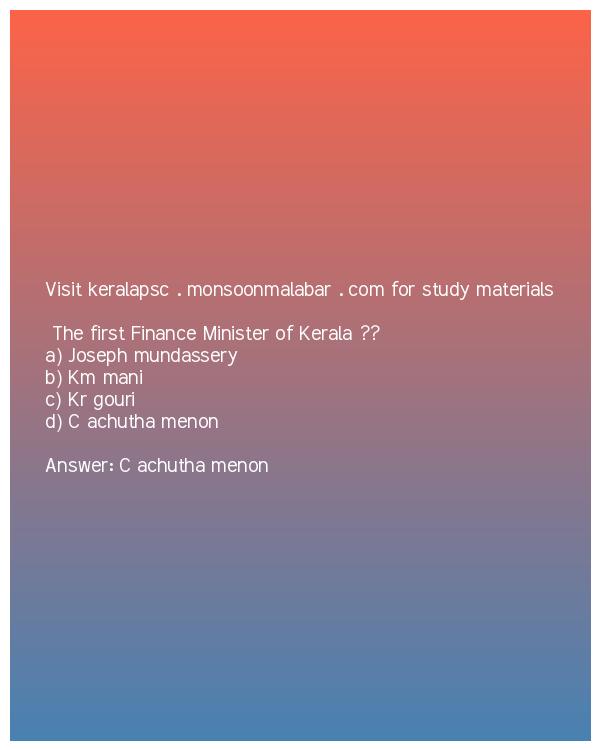 Visit keralapsc . monsoonmalabar . com for study materials
The first Finance Minister of Kerala ??
a) Joseph mundassery
b) Km mani
c) Kr gouri
d) C achutha menon
Answer: C achutha menon